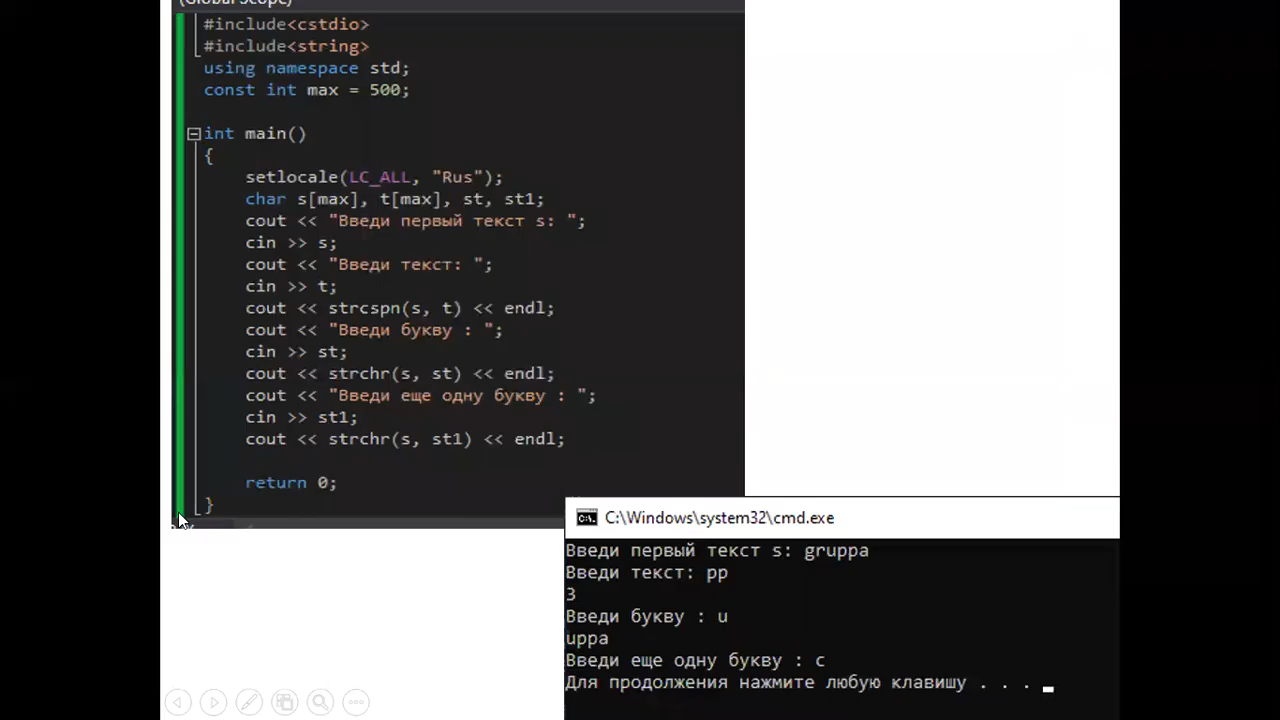 (Global Scope)
#include<cstdio>
#include<string>
using namespace std;
const int max = 500;
int main()
{
setlocale(LC_ALL, "Rus");
char s[max], t[max], st, st1;
cout << "Введи первый текст s: ";
cin >> s;
cout << "Введи текст: ";
cin >> t;
cout << strcspn(s, t) << endl;
cout << "Введи букву : ";
cin >> st;
cout << strchr(s, st) << endl;
cout << "Введи еще одну букву : ";
cin >> st1;
cout << strchr(s, st1) << endl;
return 0;
}
C:\Windows\system32\cmd.exe
Введи первый текст s: gruppa
Введи текст: pp
3
Введи букву : u
uppa
Введи еще одну букву : c
Для продолжения нажмите любую клавишу . . .